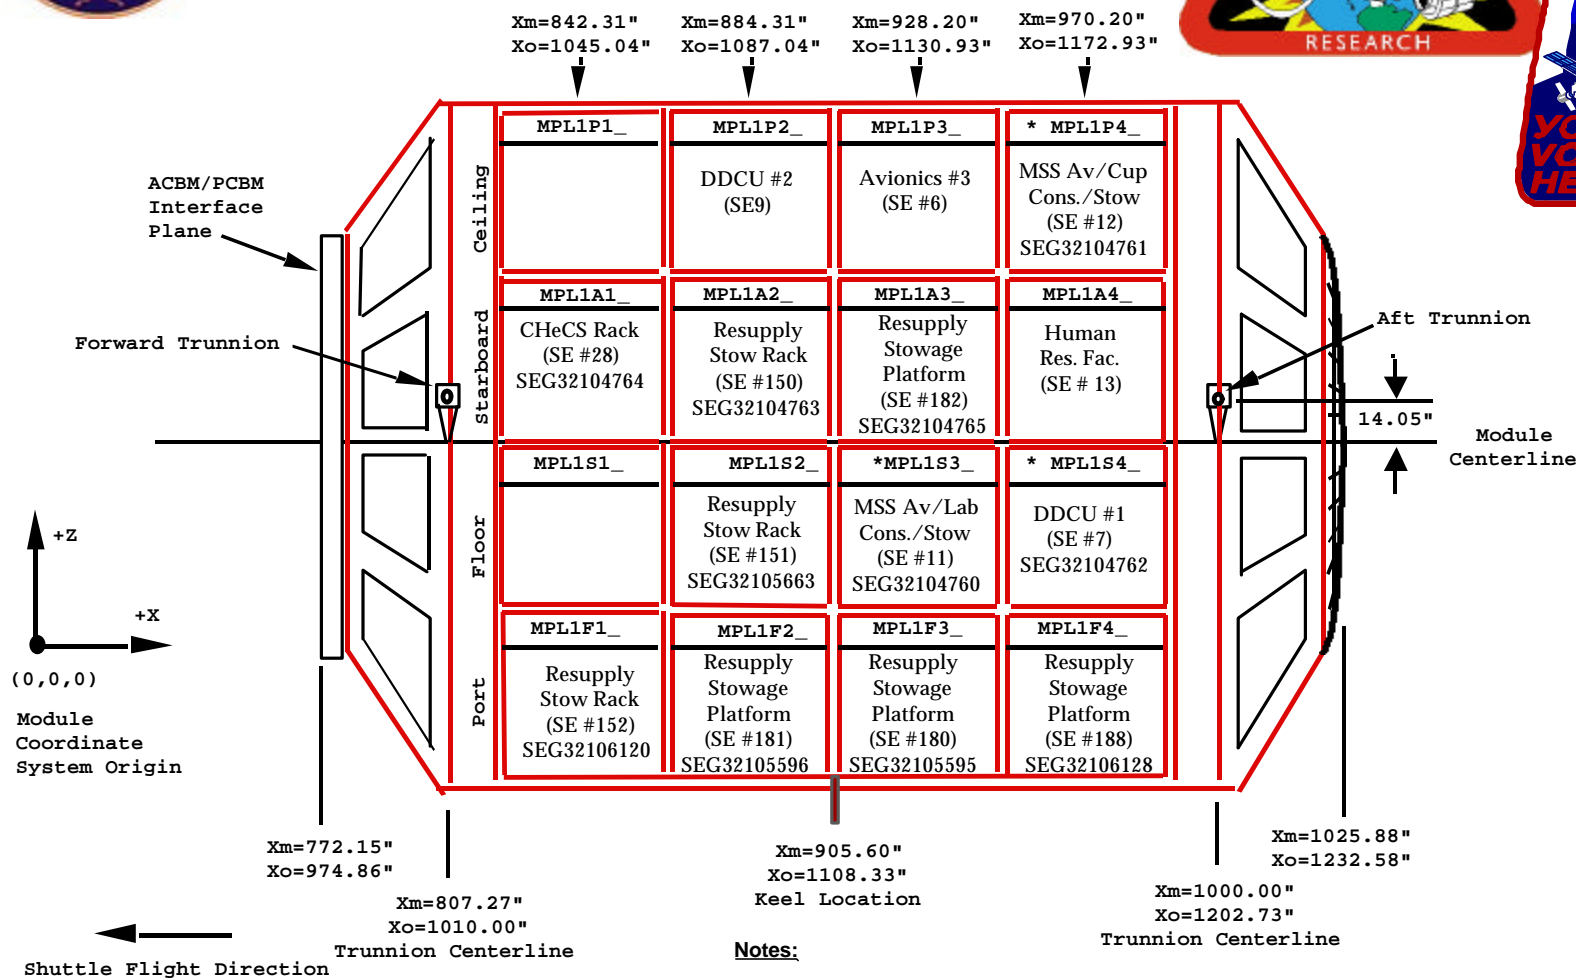 Xm=842.31"
Xo=1045.04"
Xm=884.31"
Xo=1087.04"
Xm=928.20"
Xo=1130.93"
Xm=970.20"
Xo=1172.93"
RESEARCH
ACBM/PCBM
Interface
Plane
Forward Trunnion
Aft Trunnion
14.05"
Module
Centerline
Ceiling
MPL1P1_
MPL1P2_
DDCU #2
(SE9)
MPL1P3_
Avionics #3
(SE #6)
* MPL1P4_
MSS Av/Cup
Cons./Stow
(SE #12)
SEG32104761
Starboard
MPL1A1_
CHeCS Rack
(SE #28)
SEG32104764
MPL1A2_
Resupply
Stow Rack
(SE #150)
SEG32104763
MPL1A3_
Resupply
Stowage
Platform
(SE #182)
SEG32104765
MPL1A4_
Human
Res. Fac.
(SE # 13)
Floor
MPL1S1_
MPL1S2_
Resupply
Stow Rack
(SE #151)
SEG32105663
*MPL1S3_
MSS Av/Lab
Cons./Stow
(SE #11)
SEG32104760
* MPL1S4_
DDCU #1
(SE #7)
SEG32104762
Port
MPL1F1_
Resupply
Stow Rack
(SE #152)
SEG32106120
MPL1F2_
Resupply
Stowage
Platform
(SE #181)
SEG32105596
MPL1F3_
Resupply
Stowage
Platform
(SE #180)
SEG32105595
MPL1F4_
Resupply
Stowage
Platform
(SE #188)
SEG32106128
+Z
+X
(0,0,0)
Module
Coordinate
System Origin
Xm=772.15"
Xo=974.86"
Xm=807.27"
Xo=1010.00"
Trunnion Centerline
Xm=905.60"
Xo=1108.33"
Keel Location
Xm=1000.00"
Xo=1202.73"
Trunnion Centerline
Xm=1025.88"
Xo=1232.58"
Shuttle Flight Direction
Notes: